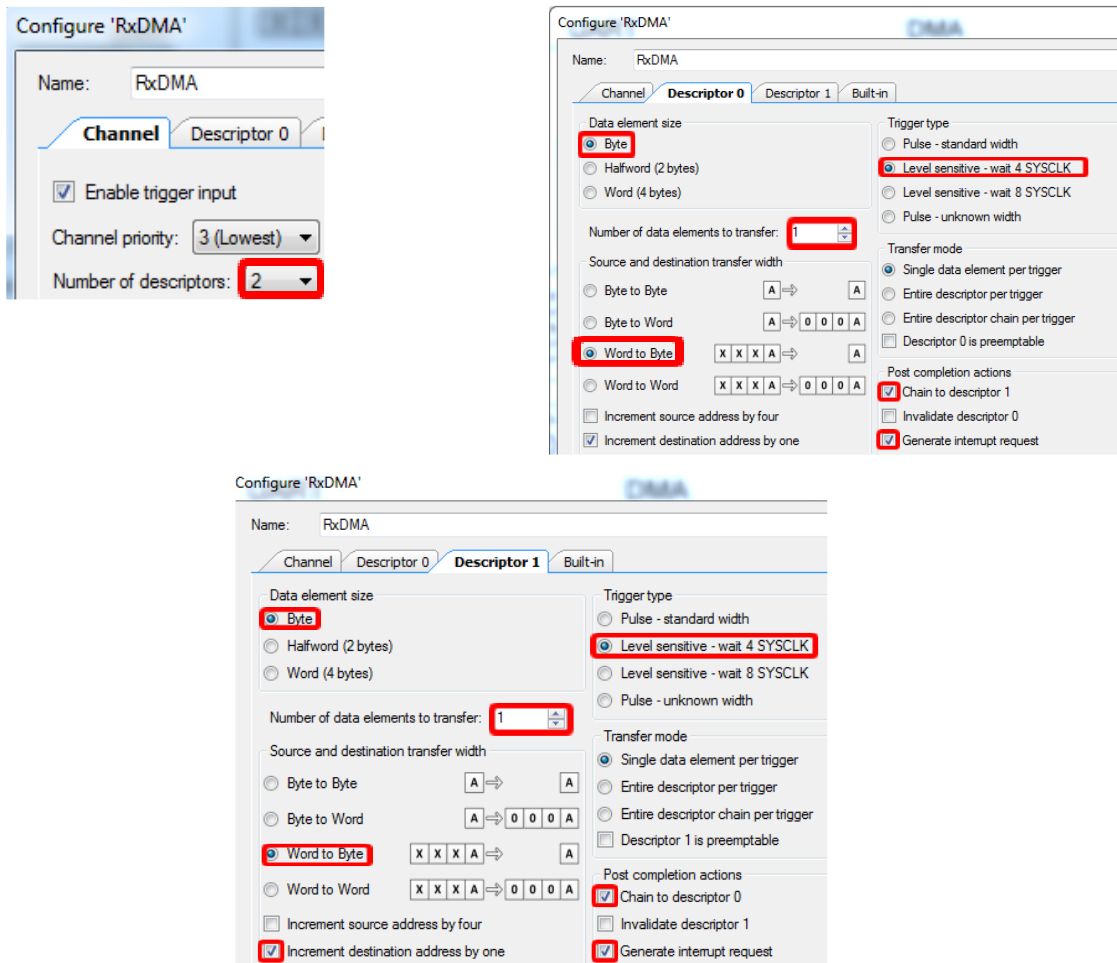 Configure 'RxDMA'
Name: RxDMA
Channel Descriptor 0
Enable trigger input
Channel priority: 3 (Lowest)
Number of descriptors: 2
Configure 'RxDMA'
DMA
Name: RxDMA
Channel Descriptor 0 Descriptor 1 Built-in
Data element size
Byte
Halfword (2 bytes)
Word (4 bytes)
Number of data elements to transfer: 1
Source and destination transfer width
Byte to Byte A A
Byte to Word A 0 0 0 A
Word to Byte X X X A A
Word to Word X X X A 0 0 0 A
Increment source address by four
Increment destination address by one
Trigger type
Pulse - standard width
Level sensitive - wait 4 SYSCLK
Level sensitive - wait 8 SYSCLK
Pulse - unknown width
Transfer mode
Single data element per trigger
Entire descriptor per trigger
Entire descriptor chain per trigger
Descriptor 0 is preemptable
Post completion actions
Chain to descriptor 1
Invalidate descriptor 0
Generate interrupt request
Configure 'RxDMA'
DMA
Name: RxDMA
Channel Descriptor 0 Descriptor 1 Built-in
Data element size
Byte
Halfword (2 bytes)
Word (4 bytes)
Number of data elements to transfer: 1
Source and destination transfer width
Byte to Byte A A
Byte to Word A 0 0 0 A
Word to Byte X X X A A
Word to Word X X X A 0 0 0 A
Increment source address by four
Increment destination address by one
Trigger type
Pulse - standard width
Level sensitive - wait 4 SYSCLK
Level sensitive - wait 8 SYSCLK
Pulse - unknown width
Transfer mode
Single data element per trigger
Entire descriptor per trigger
Entire descriptor chain per trigger
Descriptor 1 is preemptable
Post completion actions
Chain to descriptor 0
Invalidate descriptor 1
Generate interrupt request